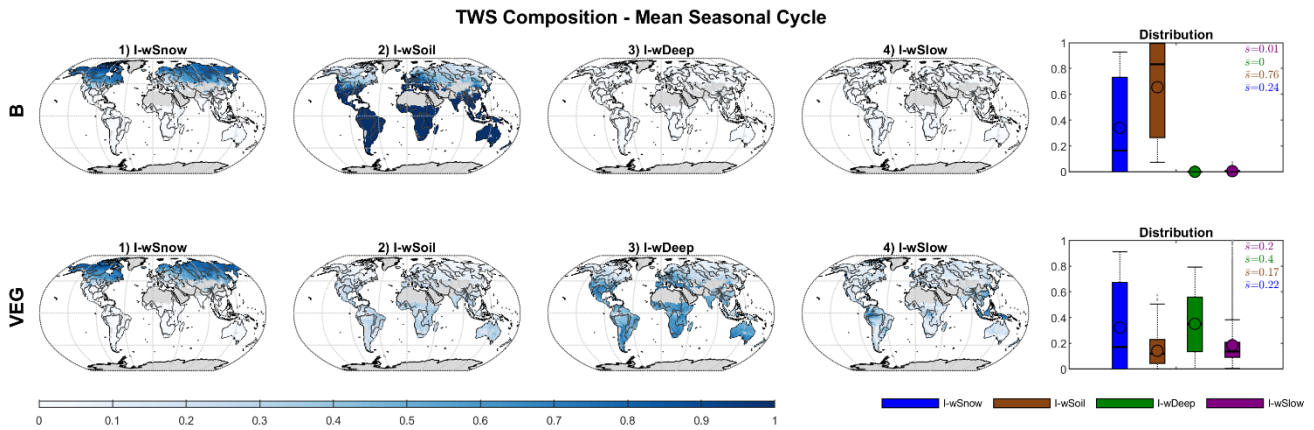 TWS Composition - Mean Seasonal Cycle
B
1) I-wSnow
2) I-wSoil
3) I-wDeep
4) I-wSlow
Distribution
1
0.8
0.6
0.4
0.2
0
s̄=0.01
s̄=0
s̄=0.76
s̄=0.24
VEG
1) I-wSnow
2) I-wSoil
3) I-wDeep
4) I-wSlow
Distribution
1
0.8
0.6
0.4
0.2
0
s̄=0.2
s̄=0.4
s̄=0.17
s̄=0.22
0 0.1 0.2 0.3 0.4 0.5 0.6 0.7 0.8 0.9 1
I-wSnow I-wSoil I-wDeep I-wSlow